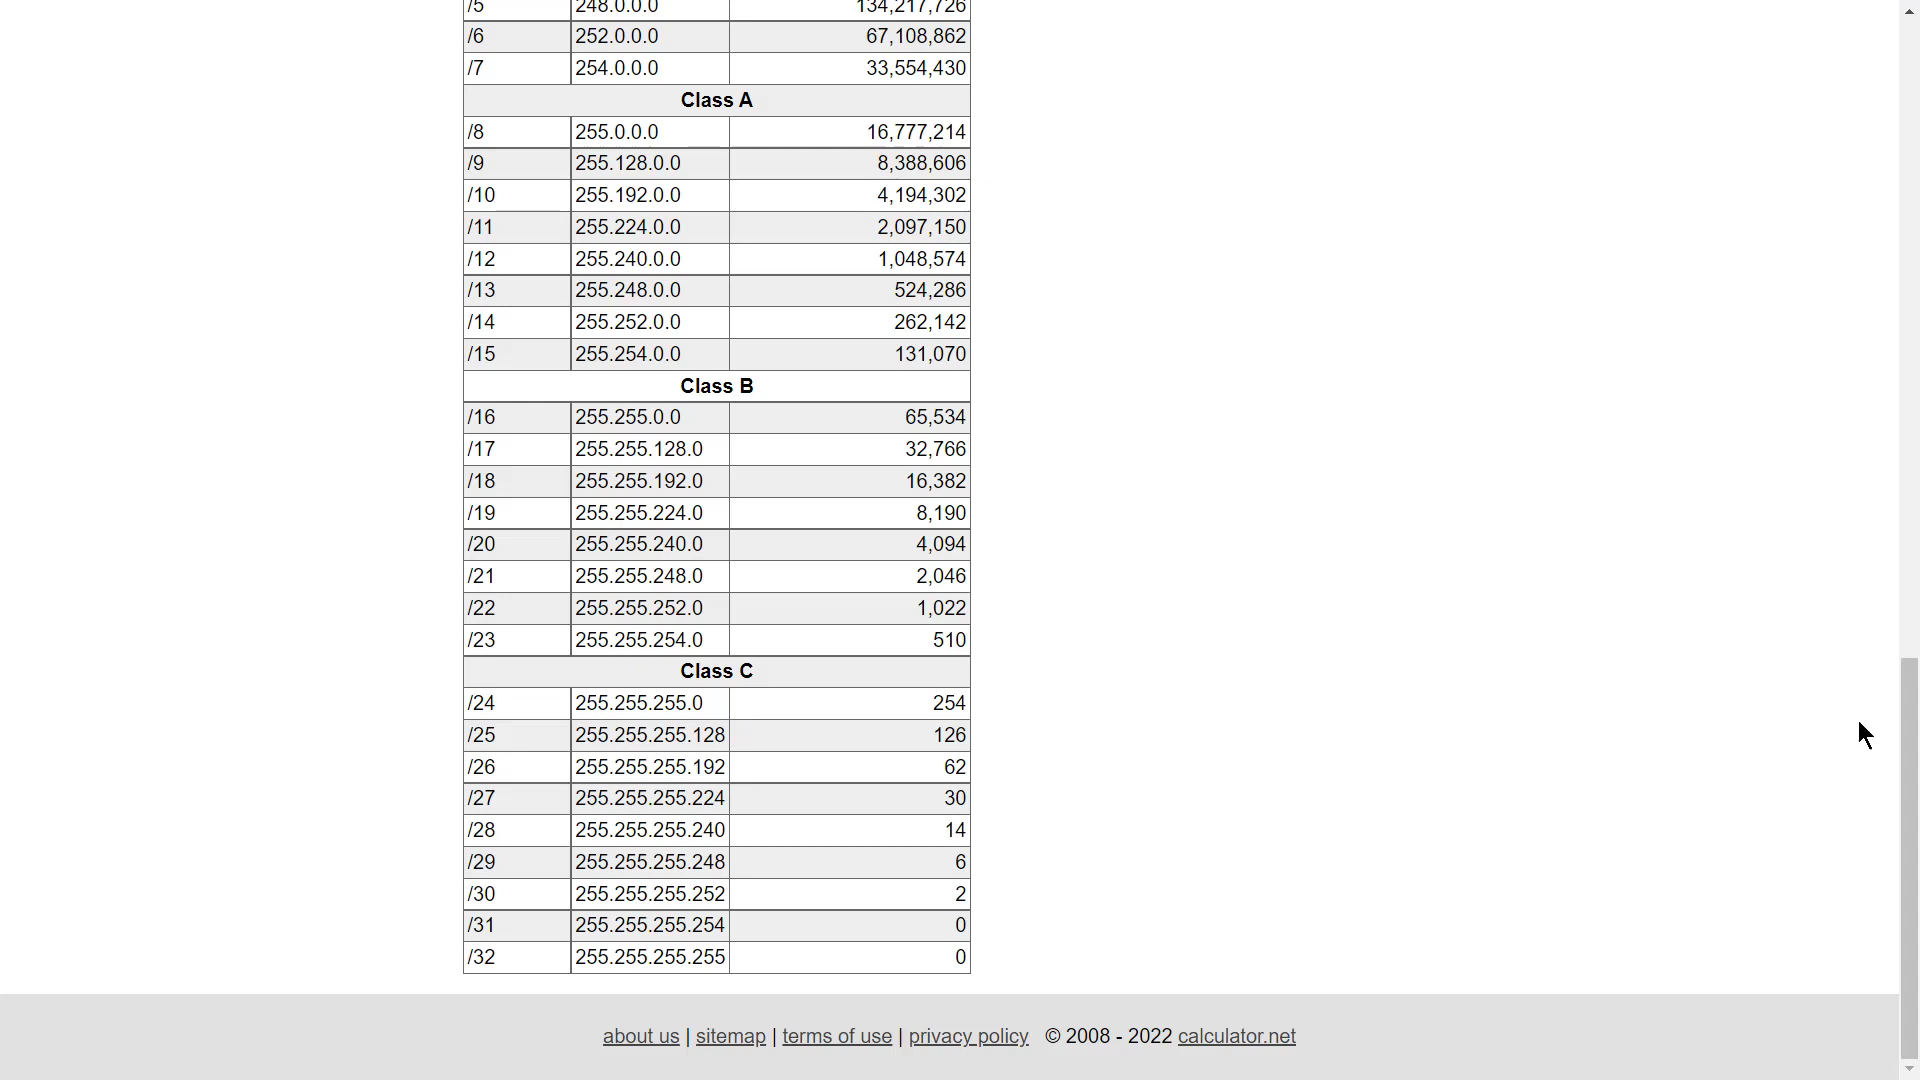 /5 248.0.0.0 134,217,726
/6 252.0.0.0 67,108,862
/7 254.0.0.0 33,554,430
Class A
/8 255.0.0.0 16,777,214
/9 255.128.0.0 8,388,606
/10 255.192.0.0 4,194,302
/11 255.224.0.0 2,097,150
/12 255.240.0.0 1,048,574
/13 255.248.0.0 524,286
/14 255.252.0.0 262,142
/15 255.254.0.0 131,070
Class B
/16 255.255.0.0 65,534
/17 255.255.128.0 32,766
/18 255.255.192.0 16,382
/19 255.255.224.0 8,190
/20 255.255.240.0 4,094
/21 255.255.248.0 2,046
/22 255.255.252.0 1,022
/23 255.255.254.0 510
Class C
/24 255.255.255.0 254
/25 255.255.255.128 126
/26 255.255.255.192 62
/27 255.255.255.224 30
/28 255.255.255.240 14
/29 255.255.255.248 6
/30 255.255.255.252 2
/31 255.255.255.254 0
/32 255.255.255.255 0
about us | sitemap | terms of use | privacy policy © 2008 - 2022 calculator.net